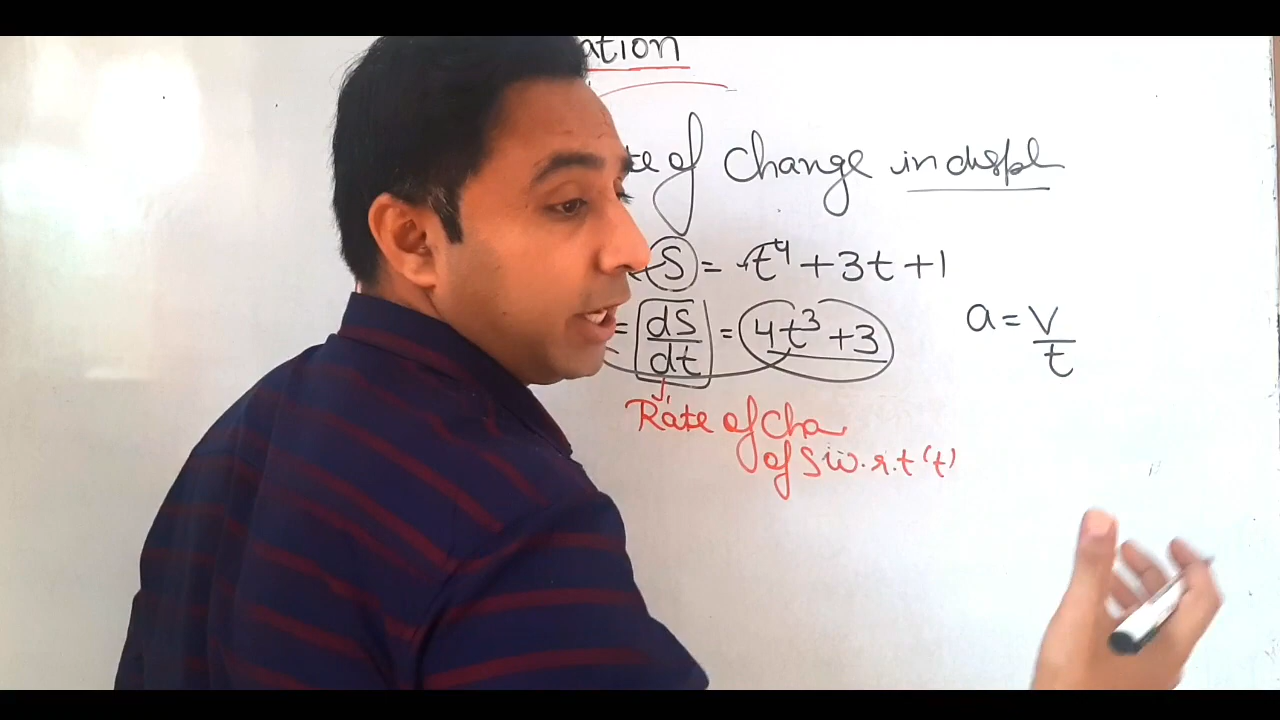 ation
te of change in displ
S = t⁴ + 3t + 1
= dS/dt = 4t³ + 3
a = v/t
Rate of Cha
of S w.r.t (t)